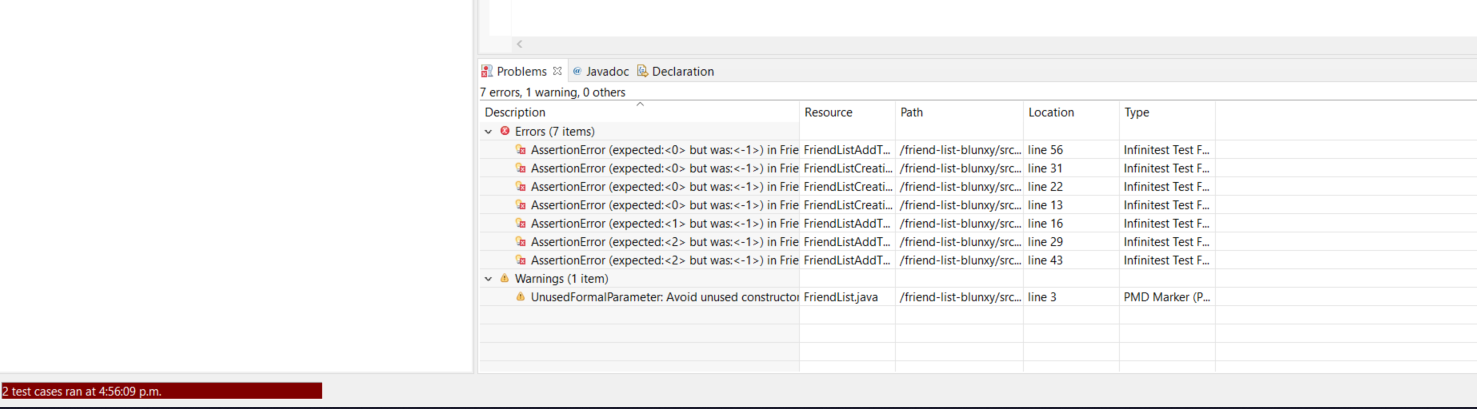 Problems Javadoc Declaration
7 errors, 1 warning, 0 others
Description Resource Path Location Type
Errors (7 items)
AssertionError (expected:<0> but was:<-1>) in Frie FriendListAddT... /friend-list-blunxy/src... line 56 Infinitest Test F...
AssertionError (expected:<0> but was:<-1>) in Frie FriendListCreati... /friend-list-blunxy/src... line 31 Infinitest Test F...
AssertionError (expected:<0> but was:<-1>) in Frie FriendListCreati... /friend-list-blunxy/src... line 22 Infinitest Test F...
AssertionError (expected:<0> but was:<-1>) in Frie FriendListCreati... /friend-list-blunxy/src... line 13 Infinitest Test F...
AssertionError (expected:<1> but was:<-1>) in Frie FriendListAddT... /friend-list-blunxy/src... line 16 Infinitest Test F...
AssertionError (expected:<2> but was:<-1>) in Frie FriendListAddT... /friend-list-blunxy/src... line 29 Infinitest Test F...
AssertionError (expected:<2> but was:<-1>) in Frie FriendListAddT... /friend-list-blunxy/src... line 43 Infinitest Test F...
Warnings (1 item)
UnusedFormalParameter: Avoid unused constructor FriendList.java /friend-list-blunxy/src... line 3 PMD Marker (P...
2 test cases ran at 4:56:09 p.m.